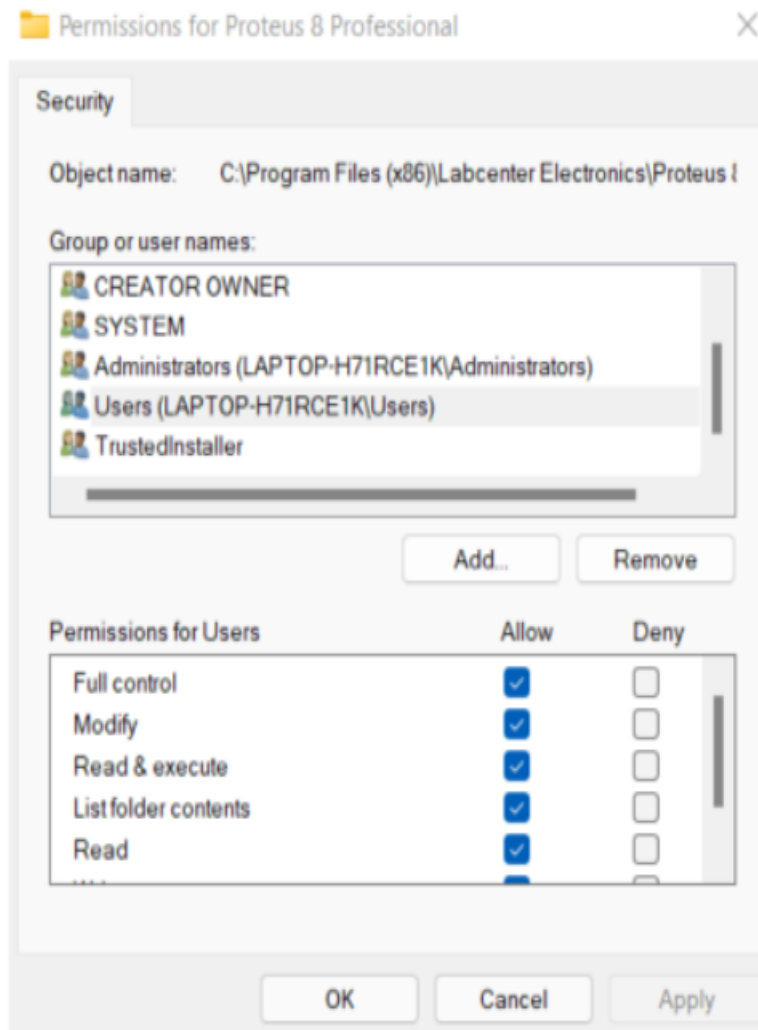 Permissions for Proteus 8 Professional
Security
Object name: C:\Program Files (x86)\Labcenter Electronics\Proteus
Group or user names:
CREATOR OWNER
SYSTEM
Administrators (LAPTOP-H71RCE1K\Administrators)
Users (LAPTOP-H71RCE1K\Users)
TrustedInstaller
Add... Remove
Permissions for Users Allow Deny
Full control
Modify
Read & execute
List folder contents
Read
OK Cancel Apply